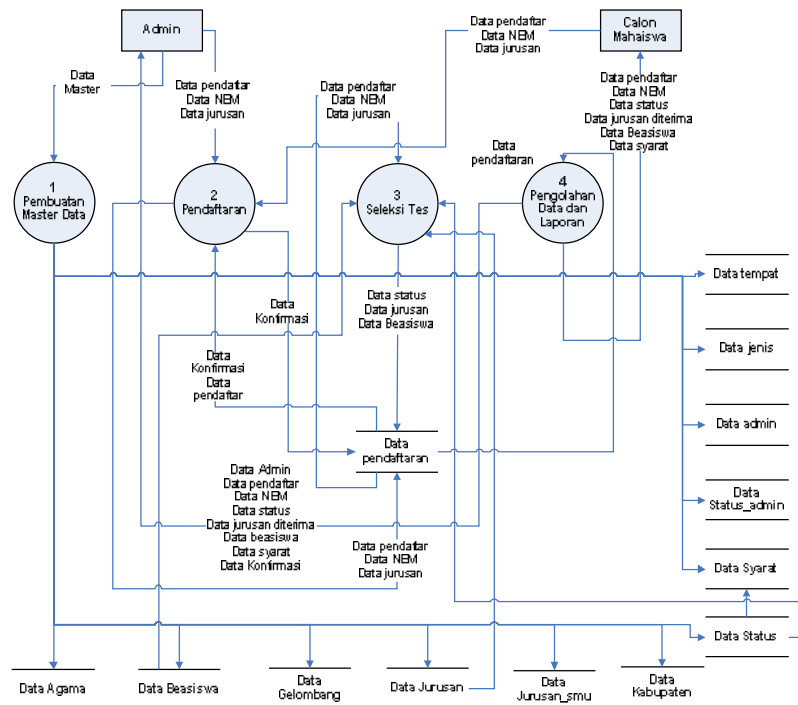 Admin
Data pendaftar
Data NEM
Data jurusan
Calon
Mahaiswa
Data
Master
Data pendaftar
Data NEM
Data jurusan
Data pendaftar
Data NEM
Data jurusan
Data pendaftar
Data NEM
Data status
Data jurusan diterima
Data Beasiswa
Data syarat
Data
pendaftaran
1
Pembuatan
Master Data
2
Pendaftaran
3
Seleksi Tes
4
Pengolahan
Data dan
Laporan
Data tempat
Data status
Data jurusan
Data Beasiswa
Data
Konfirmasi
Data jenis
Data
Konfirmasi
Data
pendaftar
Data admin
Data
pendaftaran
Data Admin
Data pendaftar
Data NEM
Data status
Data jurusan diterima
Data beasiswa
Data syarat
Data Konfirmasi
Data
Status_admin
Data pendaftar
Data NEM
Data jurusan
Data Syarat
Data Status
Data Agama
Data Beasiswa
Data
Gelombang
Data Jurusan
Data
Jurusan_smu
Data
Kabupaten